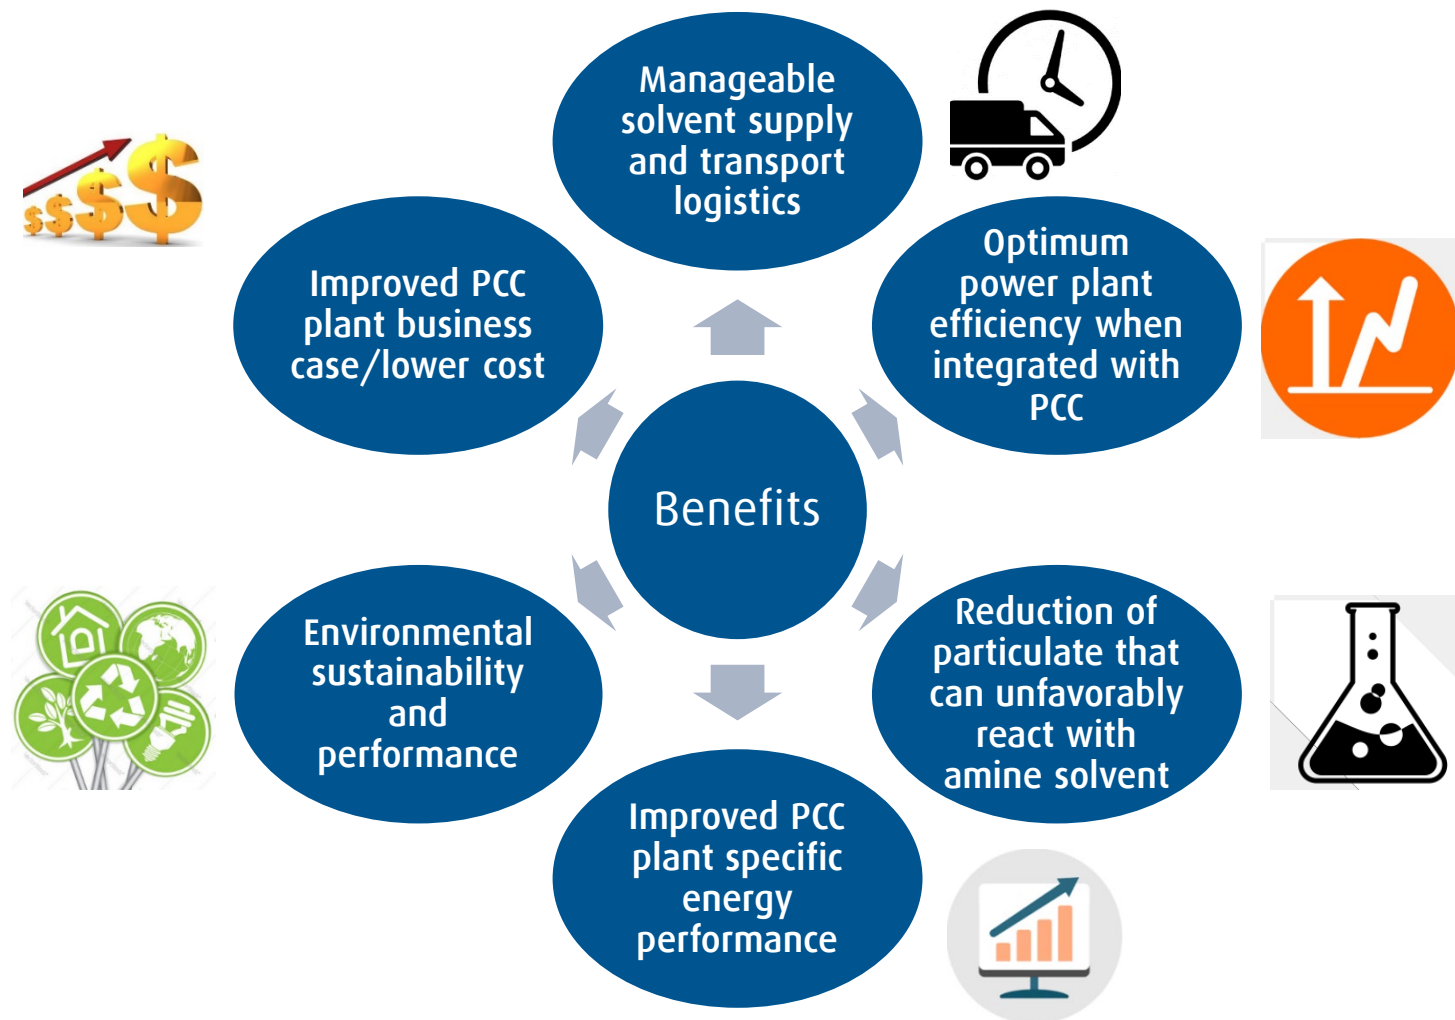 Manageable
solvent supply
and transport
logistics
Optimum
power plant
efficiency when
integrated with
PCC
Reduction of
particulate that
can unfavorably
react with
amine solvent
Improved PCC
plant specific
energy
performance
Environmental
sustainability
and
performance
Improved PCC
plant business
case/lower cost
Benefits
$
$
$
$